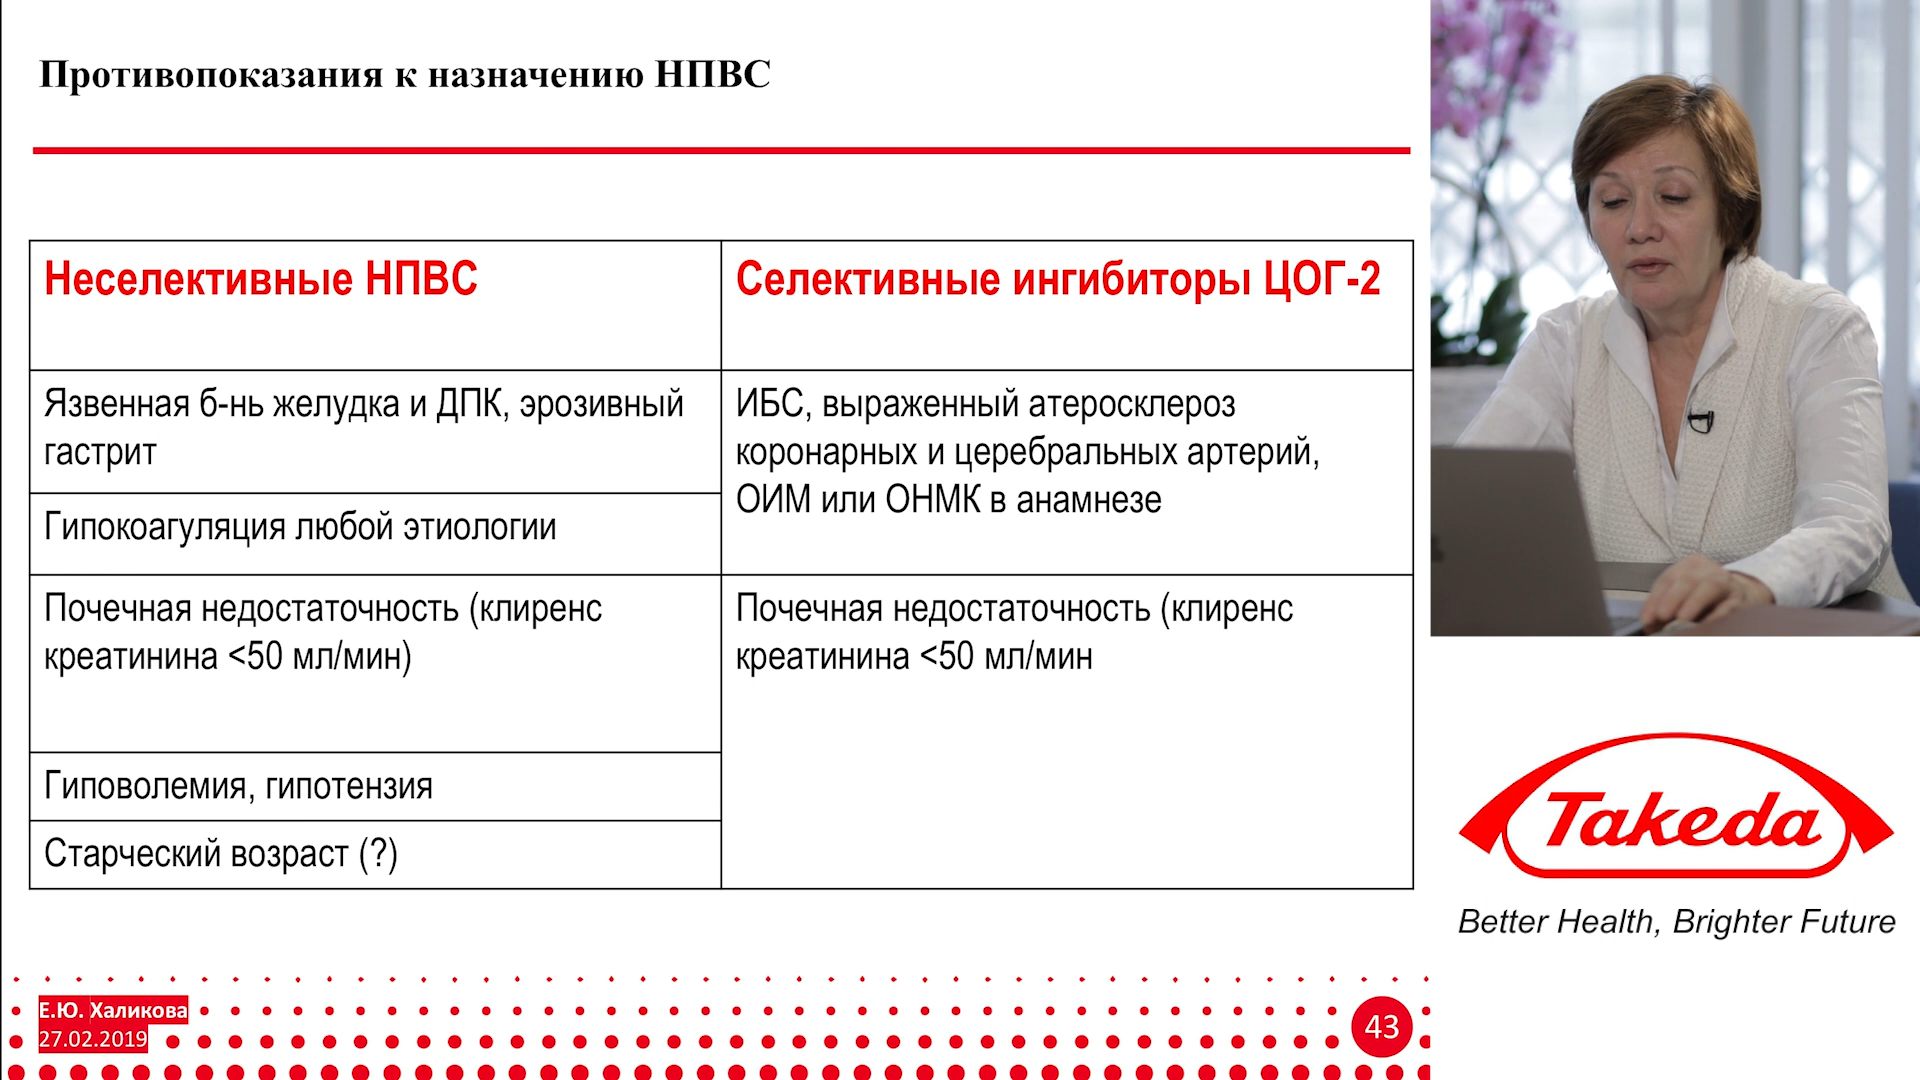 Противопоказания к назначению НПВС
Неселективные НПВС
Селективные ингибиторы ЦОГ-2
Язвенная б-нь желудка и ДПК, эрозивный
гастрит
ИБС, выраженный атеросклероз
коронарных и церебральных артерий,
ОИМ или ОНМК в анамнезе
Гипокоагуляция любой этиологии
Почечная недостаточность (клиренс
креатинина <50 мл/мин)
Почечная недостаточность (клиренс
креатинина <50 мл/мин
Гиповолемия, гипотензия
Старческий возраст (?)
Takeda
Better Health, Brighter Future
Е.Ю. Халикова
27.02.2019
43